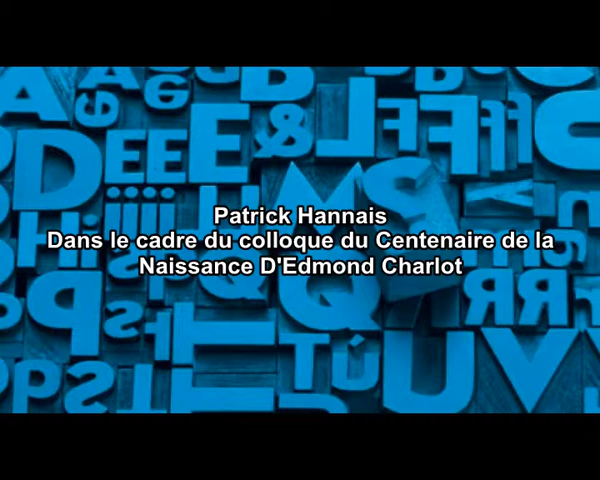 Patrick Hannais
Dans le cadre du colloque du Centenaire de la
Naissance D'Edmond Charlot